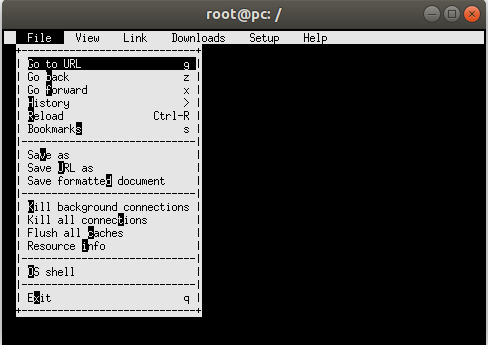 root@pc: /
File View Link Downloads Setup Help
Go to URL g
Go back z
Go forward x
History >
Reload Ctrl-R
Bookmarks s
Save as
Save URL as
Save formatted document
Kill background connections
Kill all connections
Flush all caches
Resource info
OS shell
Exit q